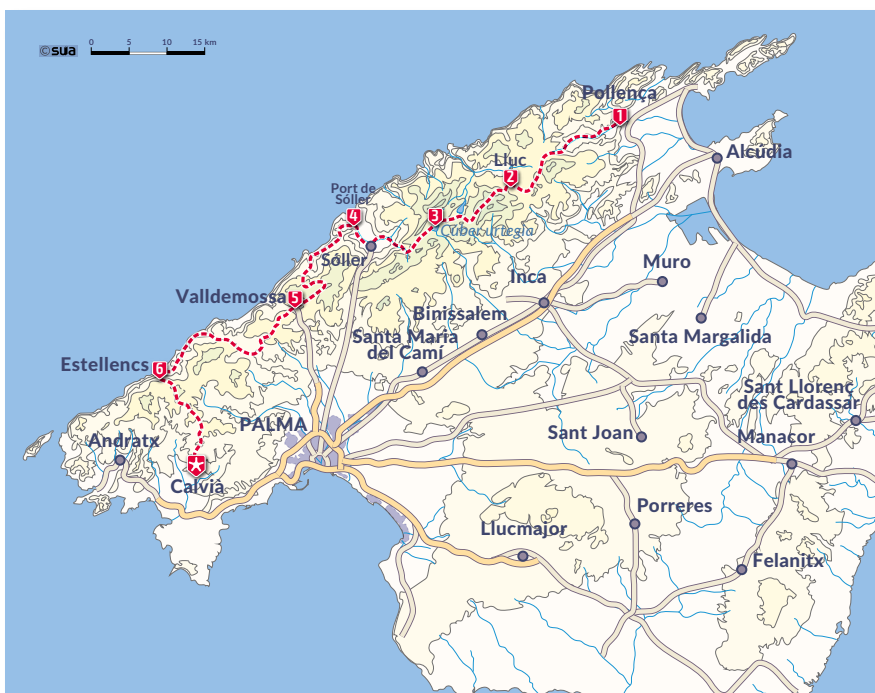 ©sua
0 5 10 15 km
Pollença
1
Alcúdia
Lluc
2
Port de
Sóller
4
3
Cúber urtegia
Sóller
Muro
Inca
Valldemossa
5
Binissalem
Santa Maria
del Camí
Santa Margalida
Estellencs
6
Sant Llorenç
des Cardassar
PALMA
Sant Joan
Manacor
Andratx
Calvià
Porreres
Llucmajor
Felanitx